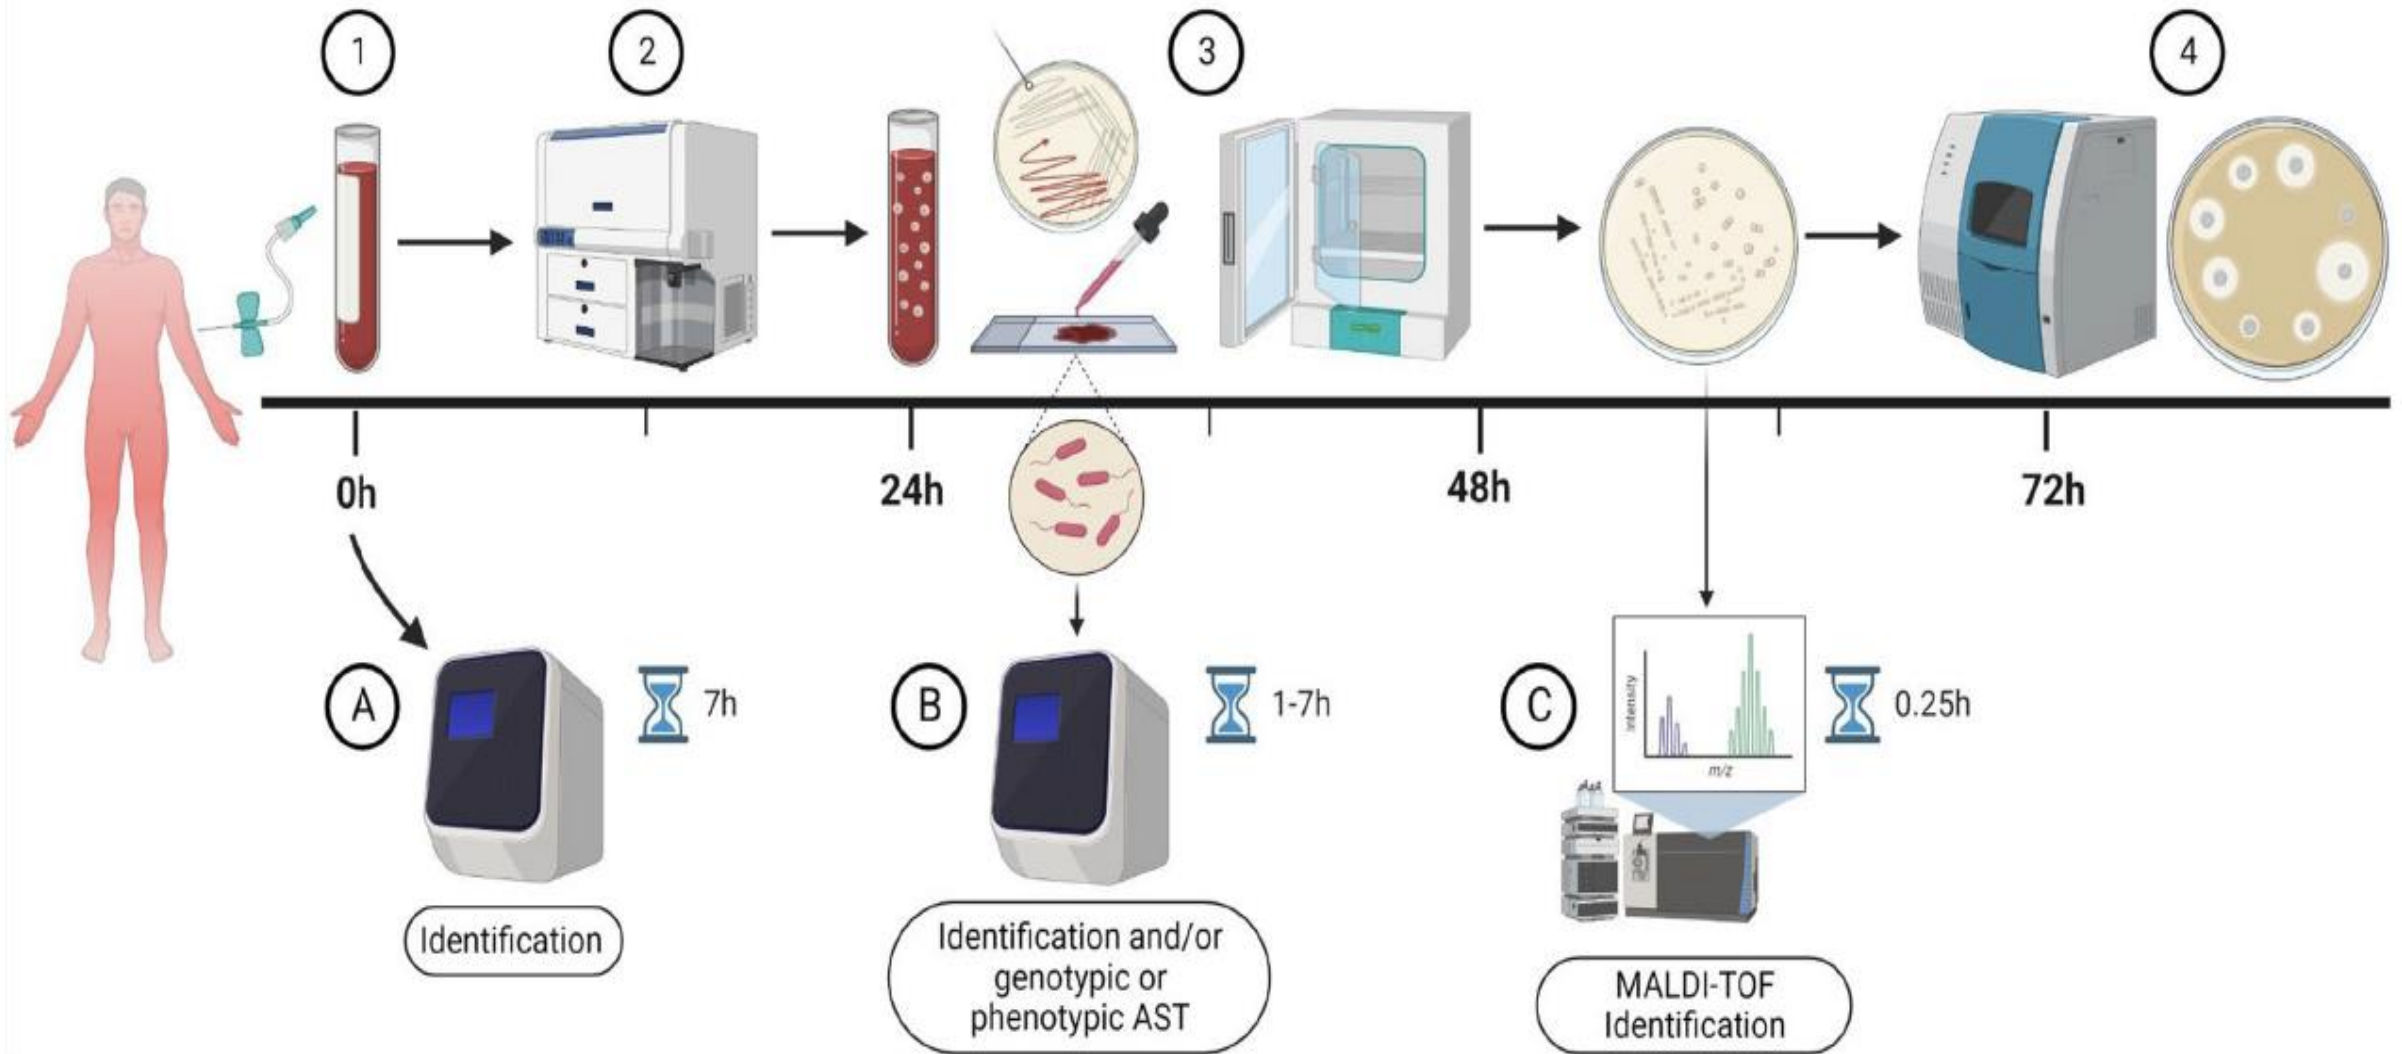 1
2
3
4
0h
24h
48h
72h
A
7h
B
1-7h
C
Intensity
m/z
0.25h
Identification
Identification and/or
genotypic or
phenotypic AST
MALDI-TOF
Identification